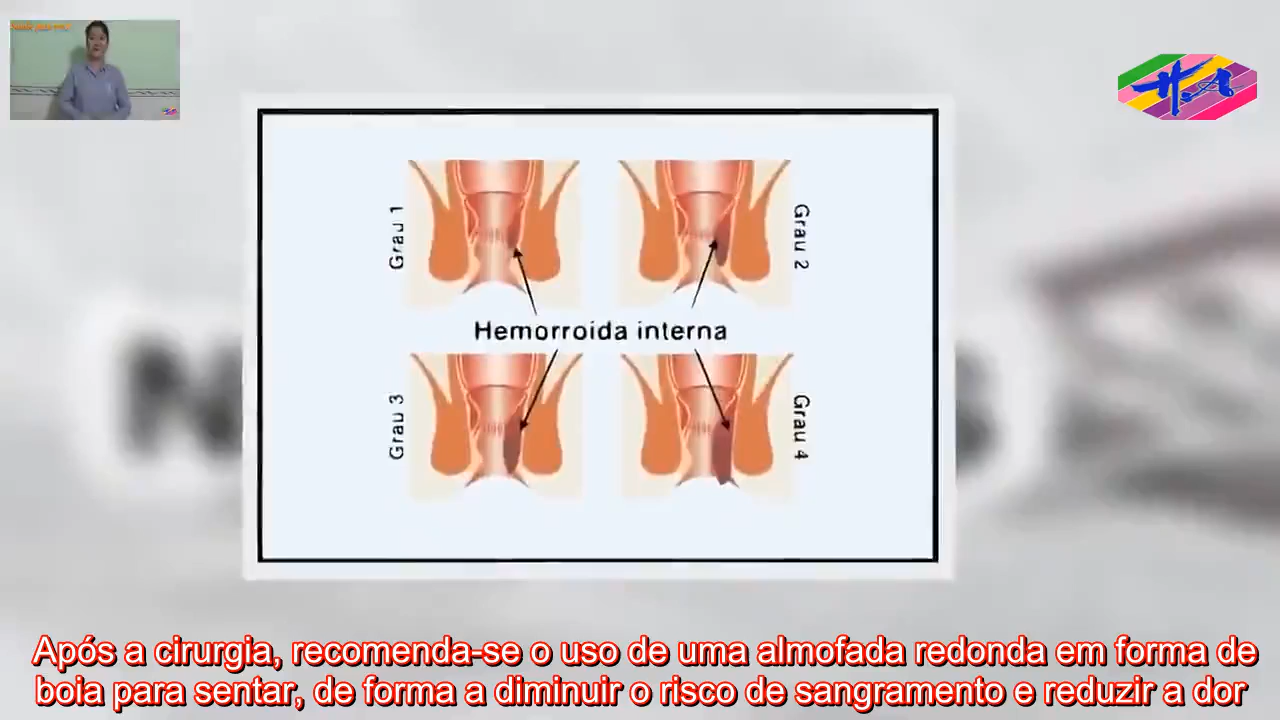 Grau 1
Grau 2
Hemorroida interna
Grau 3
Grau 4
Após a cirurgia, recomenda-se o uso de uma almofada redonda em forma de
boia para sentar, de forma a diminuir o risco de sangramento e reduzir a dor